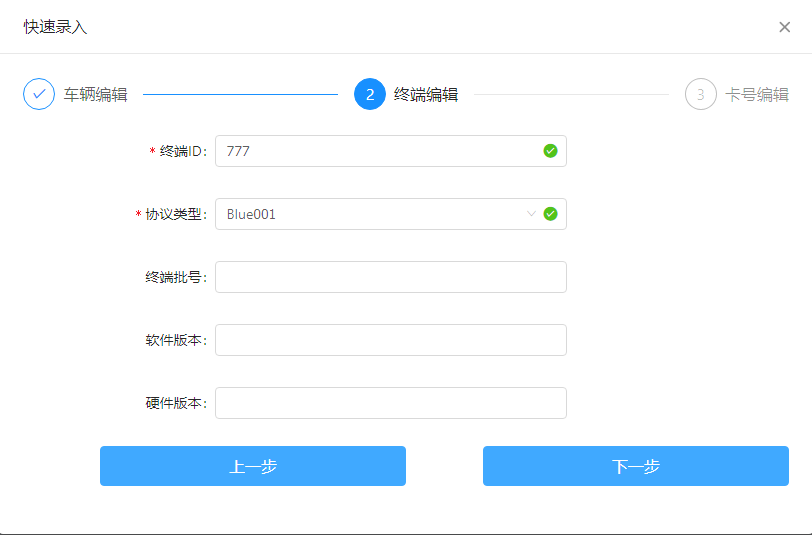 快速录入
车辆编辑
2 终端编辑
3 卡号编辑
* 终端ID: 777
* 协议类型: Blue001
终端批号:
软件版本:
硬件版本:
上一步
下一步